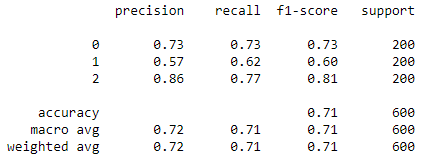 precision recall f1-score support
0 0.73 0.73 0.73 200
1 0.57 0.62 0.60 200
2 0.86 0.77 0.81 200
accuracy 0.71 600
macro avg 0.72 0.71 0.71 600
weighted avg 0.72 0.71 0.71 600